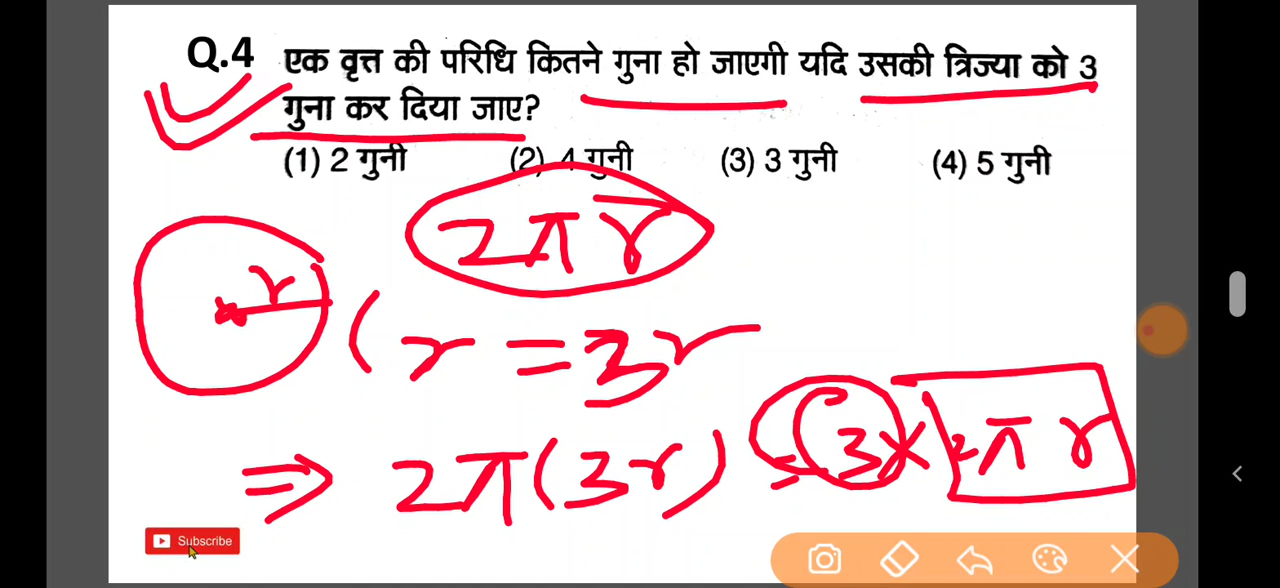 Q.4 एक वृत्त की परिधि कितने गुना हो जाएगी यदि उसकी त्रिज्या को 3
गुना कर दिया जाए?
(1) 2 गुनी (2) 4 गुनी (3) 3 गुनी (4) 5 गुनी
2πr
r
(r = 3r
⇒ 2π(3r) = (3× 2πr
Subscribe